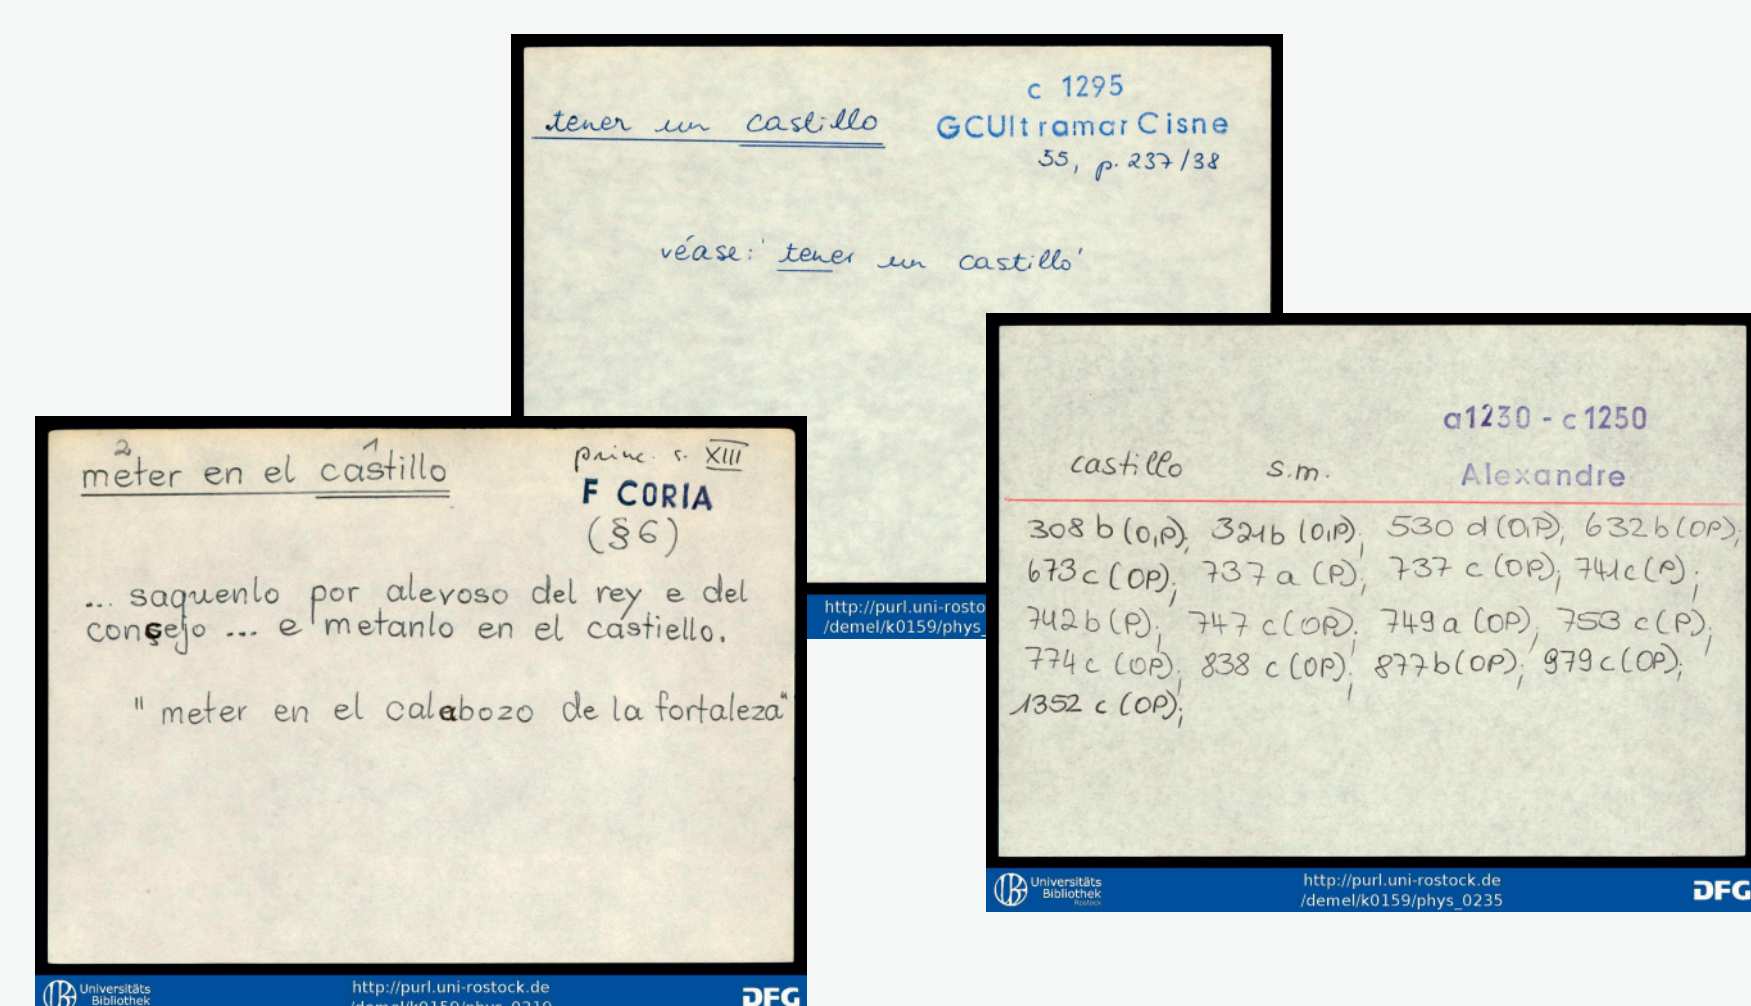 c 1295
tener un castillo GCUltramar Cisne
55, p. 237/38
véase: 'tener un castillo'
http://purl.uni-rosto
/demel/k0159/phys_
2 1
meter en el castillo princ. s. XIII
F CORIA
(§6)
... saquenlo por alevoso del rey e del
conçejo ... e metanlo en el castiello.
"meter en el calabozo de la fortaleza"
Universitäts
Bibliothek
http://purl.uni-rostock.de
DFG
a1230 - c1250
castillo s.m. Alexandre
308 b (O,P); 321b (O,P); 530 d (O,P); 632 b (OP);
673 c (OP); 737 a (P); 737 c (OP); 741c (P);
742 b (P); 747 c (OP); 749 a (OP); 753 c (P);
774 c (OP); 838 c (OP); 877 b (OP); 979 c (OP);
1352 c (OP);
Universitäts
Bibliothek
Rostock
http://purl.uni-rostock.de
/demel/k0159/phys_0235
DFG